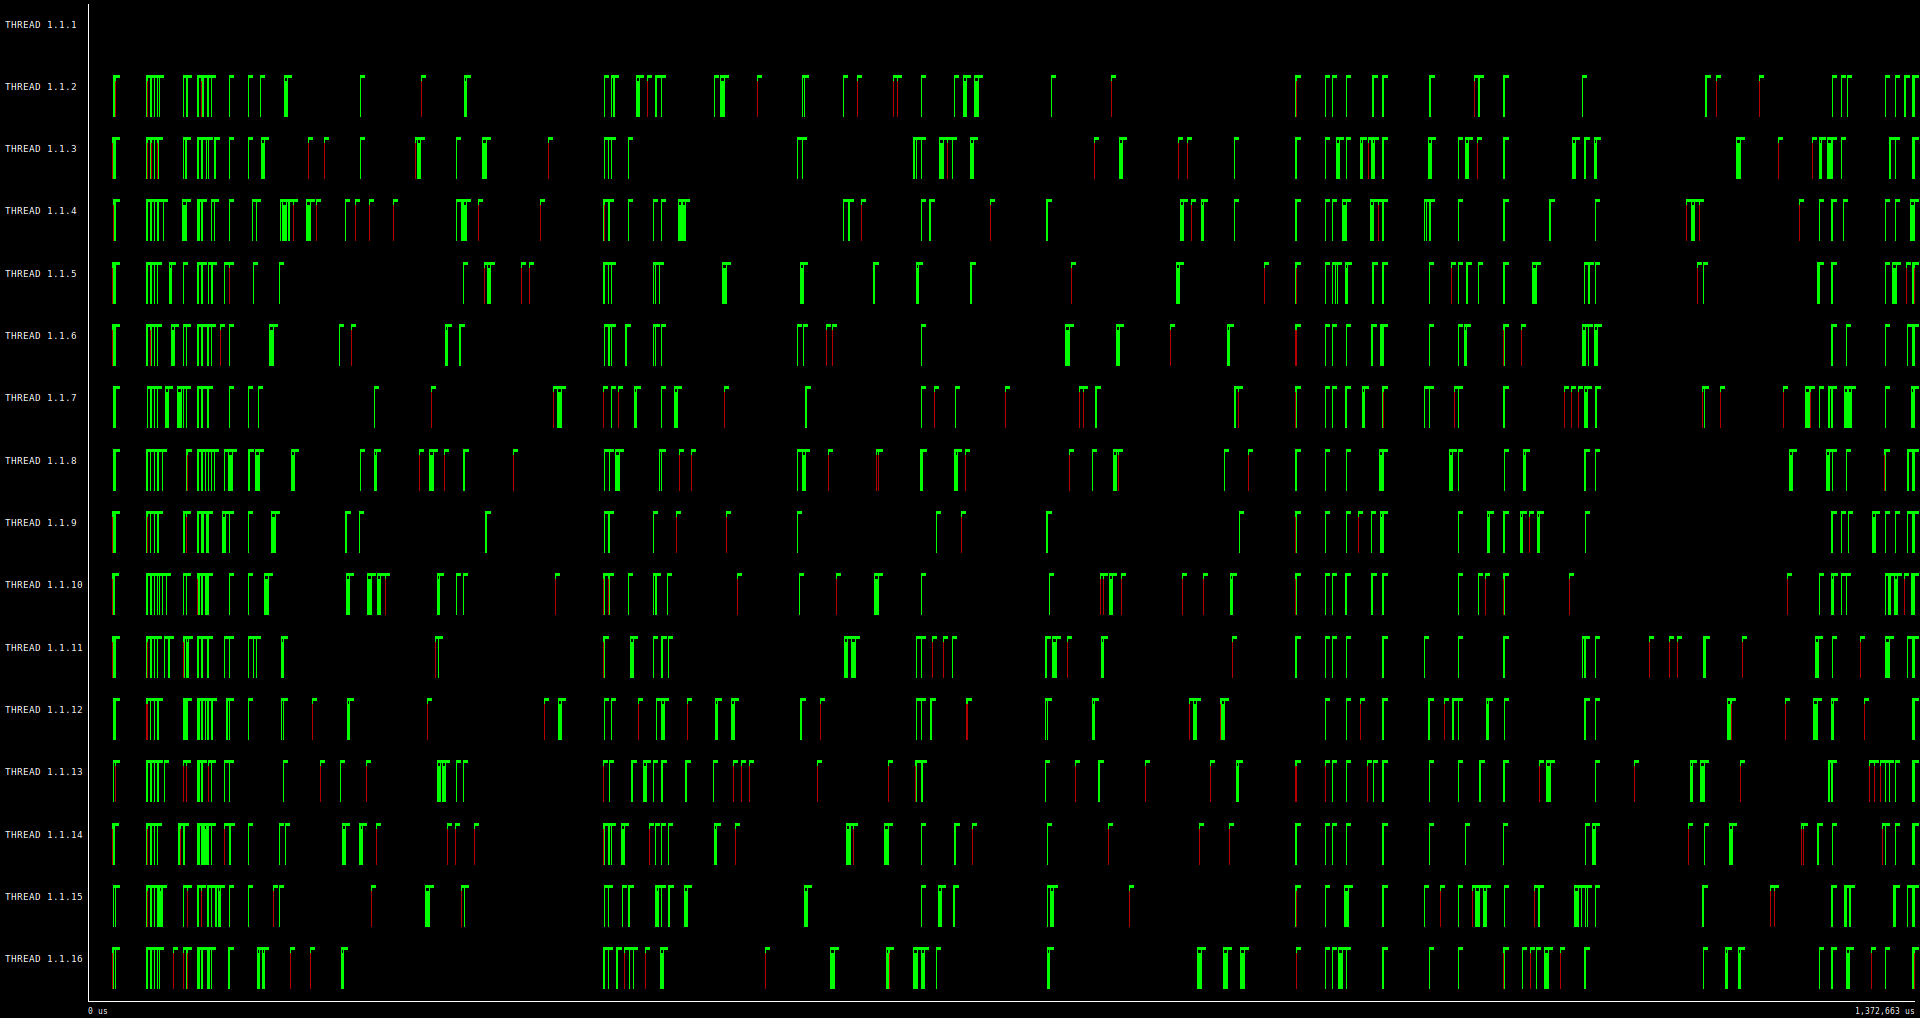 THREAD 1.1.1
THREAD 1.1.2
THREAD 1.1.3
THREAD 1.1.4
THREAD 1.1.5
THREAD 1.1.6
THREAD 1.1.7
THREAD 1.1.8
THREAD 1.1.9
THREAD 1.1.10
THREAD 1.1.11
THREAD 1.1.12
THREAD 1.1.13
THREAD 1.1.14
THREAD 1.1.15
THREAD 1.1.16
0 us
1,372,663 us